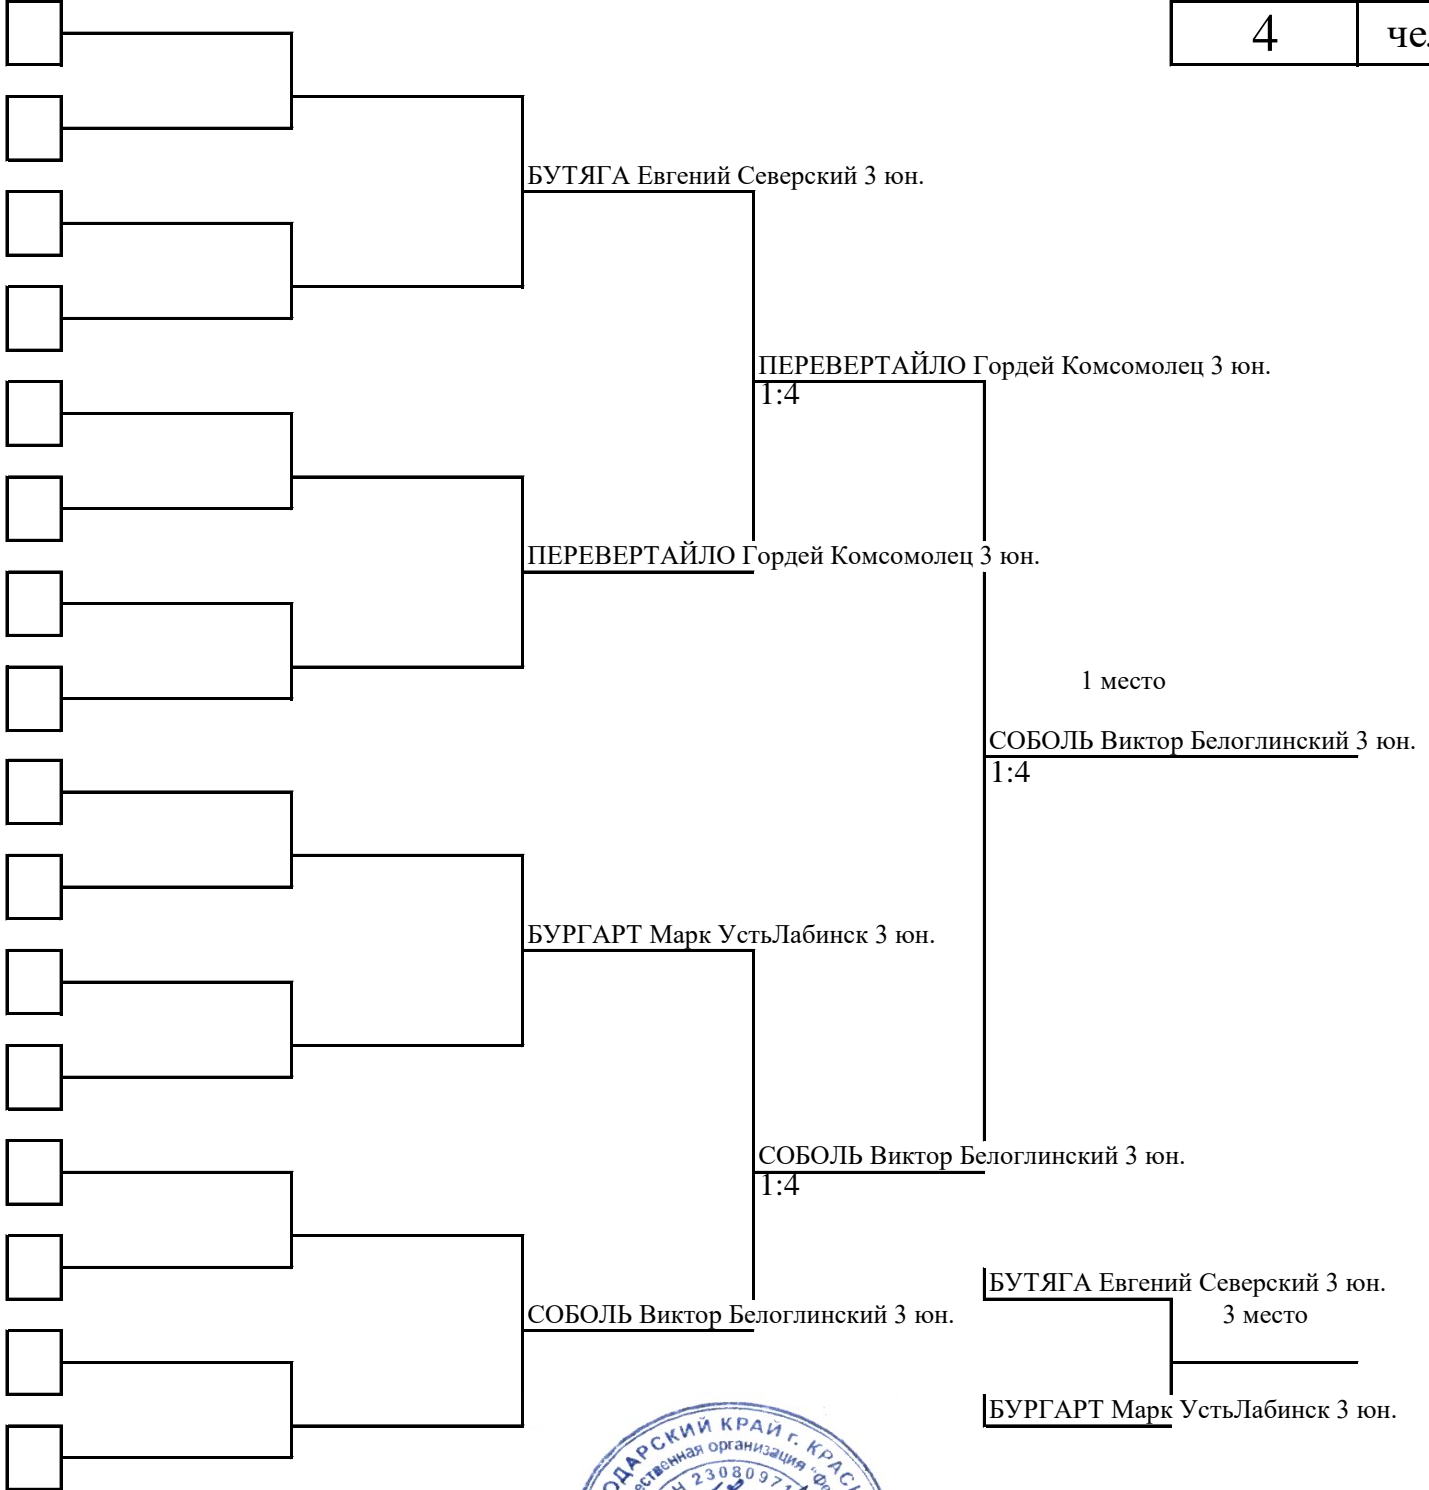 4
БУТЯГА Евгений Северский 3 юн.
ПЕРЕВЕРТАЙЛО Гордей Комсомолец 3 юн.
1:4
ПЕРЕВЕРТАЙЛО Гордей Комсомолец 3 юн.
1 место
СОБОЛЬ Виктор Белоглинский 3 юн.
1:4
БУРГАРТ Марк УстьЛабинск 3 юн.
СОБОЛЬ Виктор Белоглинский 3 юн.
1:4
БУТЯГА Евгений Северский 3 юн.
СОБОЛЬ Виктор Белоглинский 3 юн.
3 место
БУРГАРТ Марк УстьЛабинск 3 юн.
КРАЙ г.
организация